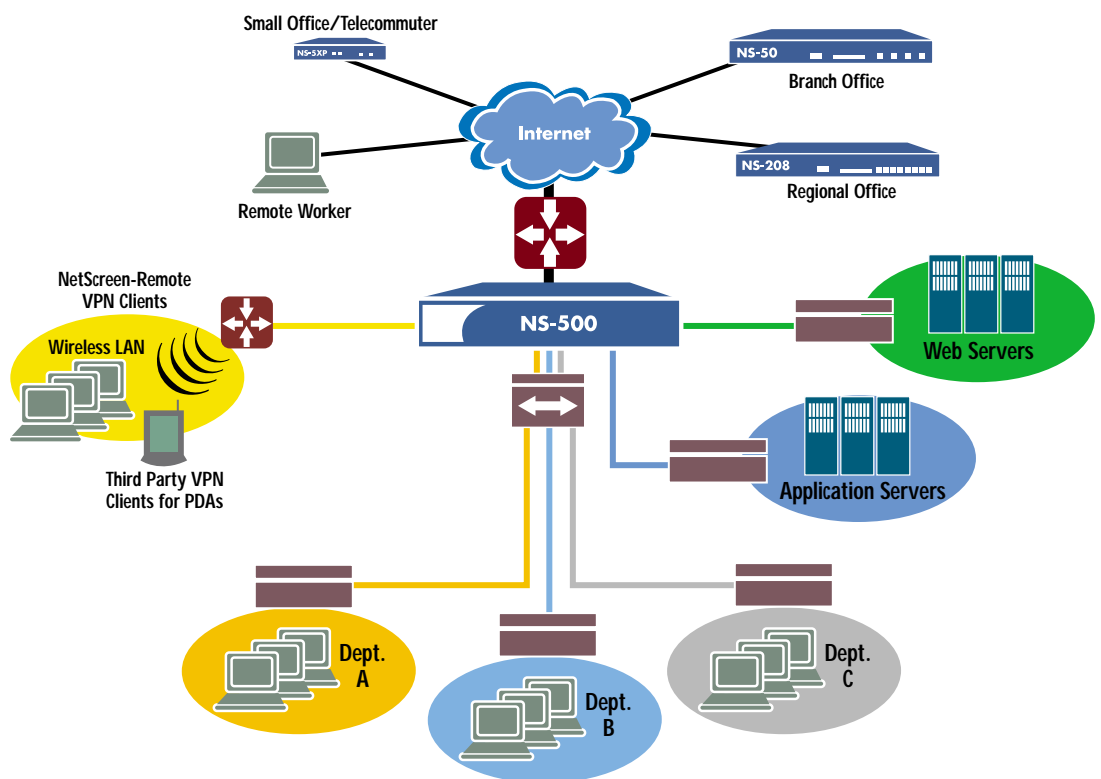 Small Office/Telecommuter
NS-5XP
NS-50
Branch Office
Internet
NS-208
Regional Office
Remote Worker
NetScreen-Remote
VPN Clients
NS-500
Wireless LAN
Web Servers
Third Party VPN
Clients for PDAs
Application Servers
Dept.
A
Dept.
B
Dept.
C